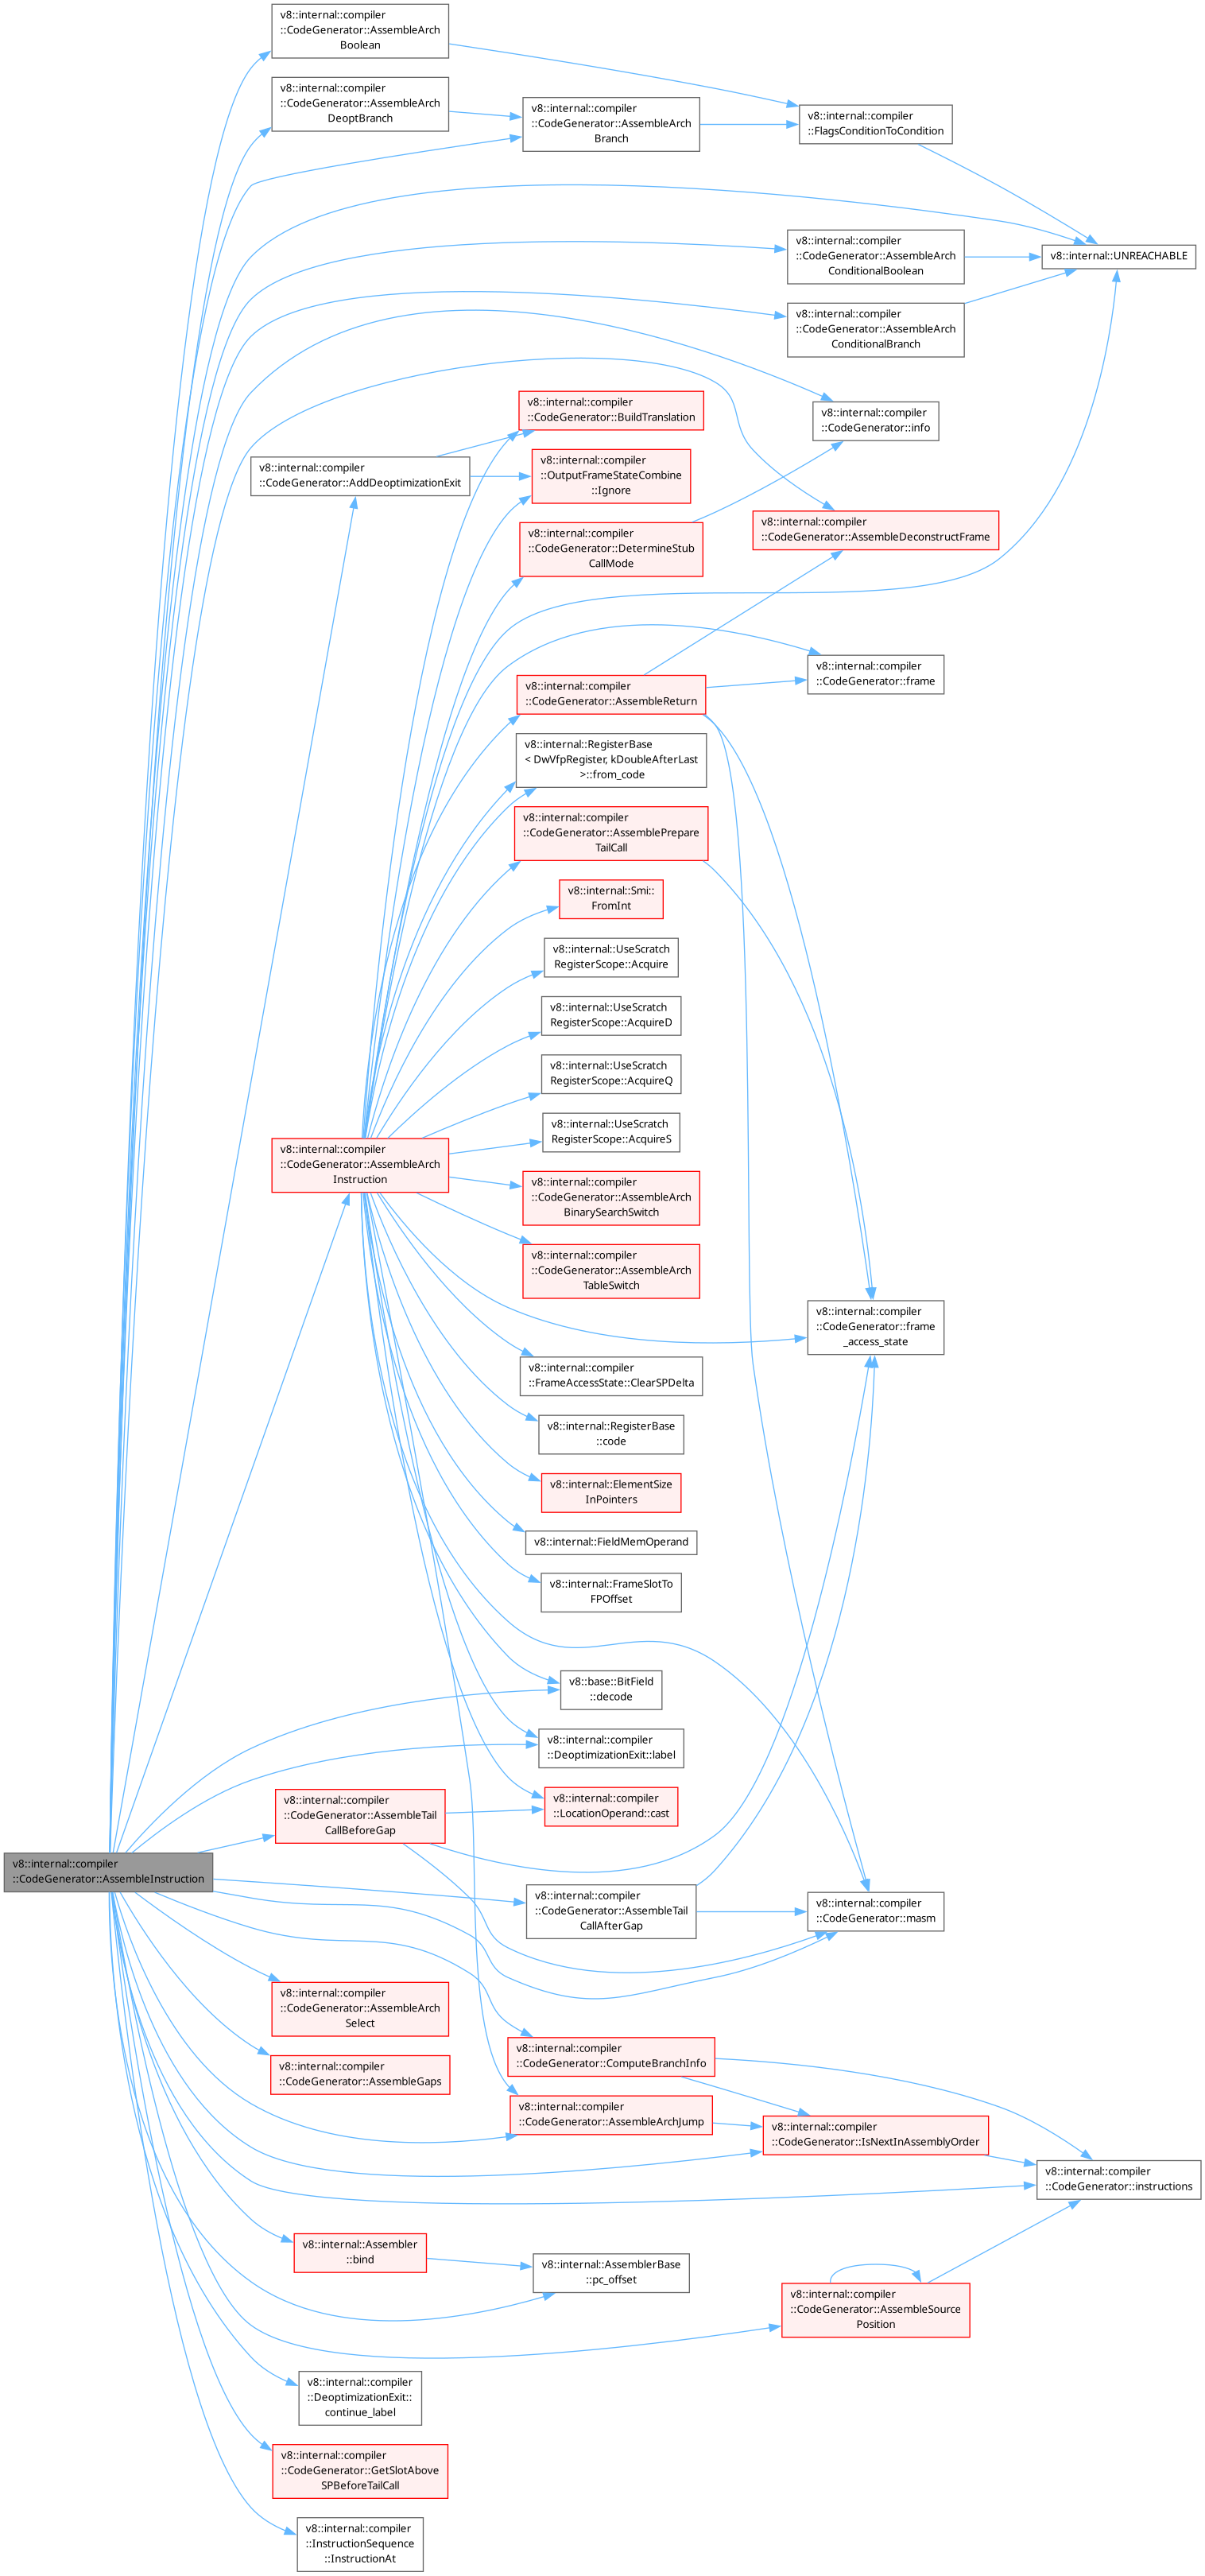 v8::internal::compiler
::CodeGenerator::AssembleArch
Boolean
v8::internal::compiler
::CodeGenerator::AssembleArch
DeoptBranch
v8::internal::compiler
::CodeGenerator::AssembleArch
Branch
v8::internal::compiler
::FlagsConditionToCondition
v8::internal::compiler
::CodeGenerator::AssembleArch
ConditionalBoolean
v8::internal::UNREACHABLE
v8::internal::compiler
::CodeGenerator::AssembleArch
ConditionalBranch
v8::internal::compiler
::CodeGenerator::BuildTranslation
v8::internal::compiler
::CodeGenerator::info
v8::internal::compiler
::CodeGenerator::AddDeoptimizationExit
v8::internal::compiler
::OutputFrameStateCombine
::Ignore
v8::internal::compiler
::CodeGenerator::DetermineStub
CallMode
v8::internal::compiler
::CodeGenerator::AssembleDeconstructFrame
v8::internal::compiler
::CodeGenerator::frame
v8::internal::compiler
::CodeGenerator::AssembleReturn
v8::internal::RegisterBase
< DwVfpRegister, kDoubleAfterLast
>::from_code
v8::internal::compiler
::CodeGenerator::AssemblePrepare
TailCall
v8::internal::Smi::
FromInt
v8::internal::UseScratch
RegisterScope::Acquire
v8::internal::UseScratch
RegisterScope::AcquireD
v8::internal::UseScratch
RegisterScope::AcquireQ
v8::internal::UseScratch
RegisterScope::AcquireS
v8::internal::compiler
::CodeGenerator::AssembleArch
Instruction
v8::internal::compiler
::CodeGenerator::AssembleArch
BinarySearchSwitch
v8::internal::compiler
::CodeGenerator::AssembleArch
TableSwitch
v8::internal::compiler
::CodeGenerator::frame
_access_state
v8::internal::compiler
::FrameAccessState::ClearSPDelta
v8::internal::RegisterBase
::code
v8::internal::ElementSize
InPointers
v8::internal::FieldMemOperand
v8::internal::FrameSlotTo
FPOffset
v8::base::BitField
::decode
v8::internal::compiler
::DeoptimizationExit::label
v8::internal::compiler
::CodeGenerator::AssembleTail
CallBeforeGap
v8::internal::compiler
::LocationOperand::cast
v8::internal::compiler
::CodeGenerator::AssembleInstruction
v8::internal::compiler
::CodeGenerator::AssembleTail
CallAfterGap
v8::internal::compiler
::CodeGenerator::masm
v8::internal::compiler
::CodeGenerator::AssembleArch
Select
v8::internal::compiler
::CodeGenerator::ComputeBranchInfo
v8::internal::compiler
::CodeGenerator::AssembleGaps
v8::internal::compiler
::CodeGenerator::AssembleArchJump
v8::internal::compiler
::CodeGenerator::IsNextInAssemblyOrder
v8::internal::compiler
::CodeGenerator::instructions
v8::internal::Assembler
::bind
v8::internal::AssemblerBase
::pc_offset
v8::internal::compiler
::CodeGenerator::AssembleSource
Position
v8::internal::compiler
::DeoptimizationExit::
continue_label
v8::internal::compiler
::CodeGenerator::GetSlotAbove
SPBeforeTailCall
v8::internal::compiler
::InstructionSequence
::InstructionAt